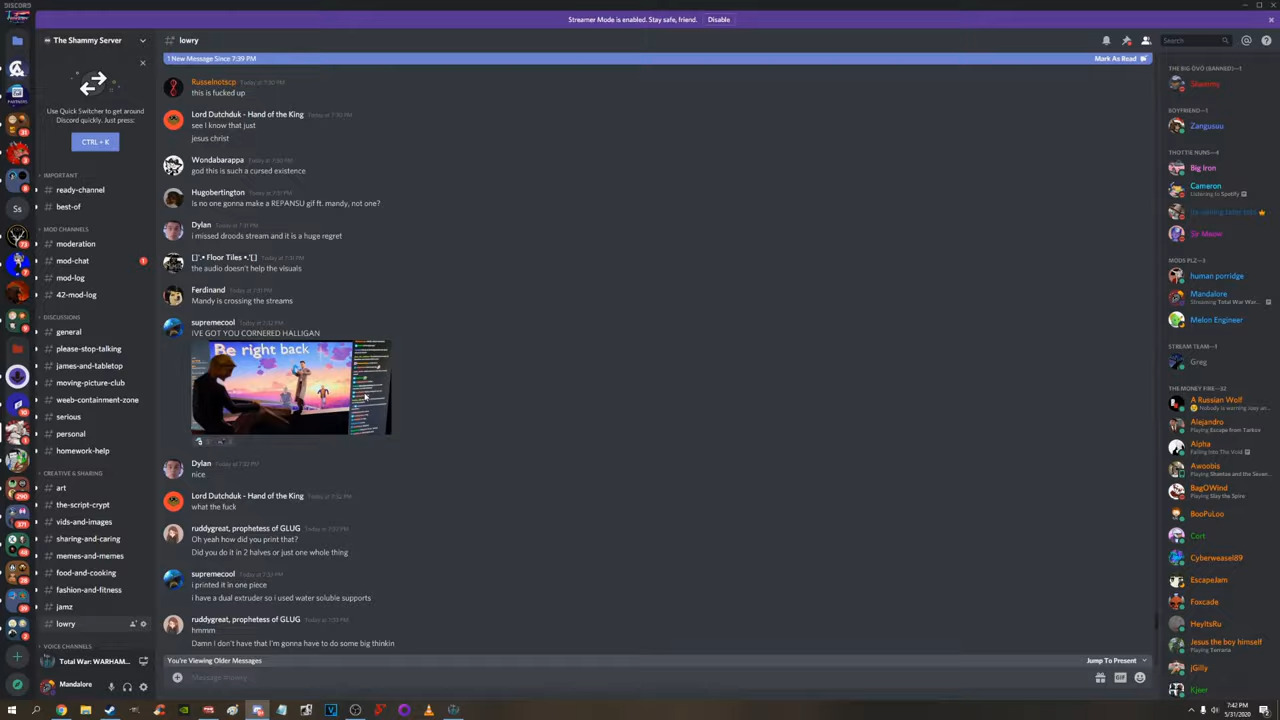 DISCORD
Streamer Mode is enabled. Stay safe, friend.
Disable
The Shammy Server
Use Quick Switcher to get around
Discord quickly. Just press:
CTRL + K
IMPORTANT
ready-channel
best-of
MOD CHANNELS
moderation
mod-chat
1
mod-log
42-mod-log
DISCUSSIONS
general
please-stop-talking
james-and-tabletop
moving-picture-club
weeb-containment-zone
serious
personal
homework-help
CREATIVE & SHARING
art
the-script-crypt
vids-and-images
sharing-and-caring
memes-and-memes
food-and-cooking
fashion-and-fitness
jamz
lowry
VOICE CHANNELS
Total War: WARHAM...
Mandalore
# lowry
Search
1 New Message Since 7:39 PM
Mark As Read
Russelnotscp Today at 7:30 PM
this is fucked up
Lord Dutchduk - Hand of the King Today at 7:30 PM
see I know that just
jesus christ
Wondabarappa Today at 7:30 PM
god this is such a cursed existence
Hugobertington Today at 7:31 PM
is no one gonna make a REPANSU gif ft. mandy, not one?
Dylan Today at 7:31 PM
i missed droods stream and it is a huge regret
[]'.• Floor Tiles •.'[] Today at 7:31 PM
the audio doesn't help the visuals
Ferdinand Today at 7:31 PM
Mandy is crossing the streams
supremecool Today at 7:32 PM
IVE GOT YOU CORNERED HALLIGAN
Be right back
Dylan Today at 7:32 PM
nice
Lord Dutchduk - Hand of the King Today at 7:32 PM
what the fuck
ruddygreat, prophetess of GLUG Today at 7:32 PM
Oh yeah how did you print that?
Did you do it in 2 halves or just one whole thing
supremecool Today at 7:33 PM
i printed it in one piece
i have a dual extruder so i used water soluble supports
ruddygreat, prophetess of GLUG Today at 7:33 PM
hmmm
Damn I don't have that I'm gonna have to do some big thinkin
You're Viewing Older Messages
Jump To Present
Message #lowry
GIF
THE BIG OVO (BANNED)—1
Shammy
BOYFRIEND—1
Zangusuu
THOTTIE NUNS—4
Big Iron
Cameron
Listening to Spotify
Sir Meow
MODS PLZ—3
human porridge
Mandalore
Streaming Total War War...
Melon Engineer
STREAM TEAM—1
Greg
THE MONEY FIRE—32
A Russian Wolf
Alejandro
Playing Escape from Tarkov
Alpha
Falling Into The Void
Awoobis
BagOWind
Playing Slay the Spire
BooPuLoo
Cort
Cyberweasel89
EscapeJam
Foxcade
HeyItsRu
Jesus the boy himself
Playing Terraria
jGilly
Kjeer
7:42 PM
5/31/2020